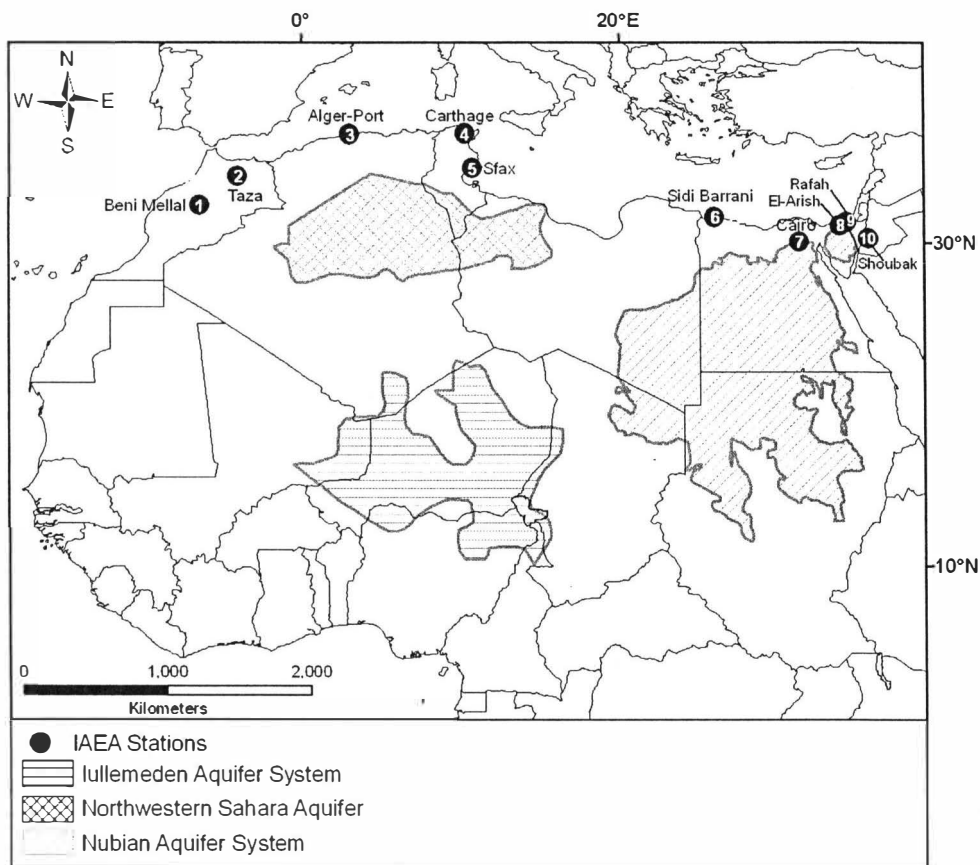 0°
20°E
N
W
E
S
Alger-Port
3
Carthage
4
5
Sfax
2
Taza
Beni Mellal
1
Sidi Barrani
6
Rafah
El-Arish
Cairo
7
8
9
10
Shoubak
30°N
10°N
0
1,000
2,000
Kilometers
IAEA Stations
Iullemeden Aquifer System
Northwestern Sahara Aquifer
Nubian Aquifer System